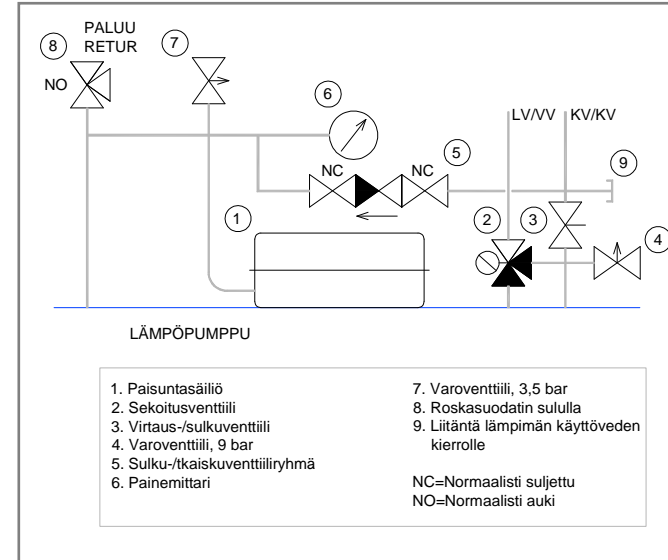 PALUU
RETUR
8
7
NO
6
LV/VV
KV/KV
NC
NC
5
9
1
2
3
4
LÄMPÖPUMPPU
1. Paisuntasäiliö
2. Sekoitusventtiili
3. Virtaus-/sulkuventtiili
4. Varoventtiili, 9 bar
5. Sulku-/tkaiskuventtiiliryhmä
6. Painemittari
7. Varoventtiili, 3,5 bar
8. Roskasuodatin sululla
9. Liitäntä lämpimän käyttöveden
kierrolle
NC=Normaalisti suljettu
NO=Normaalisti auki